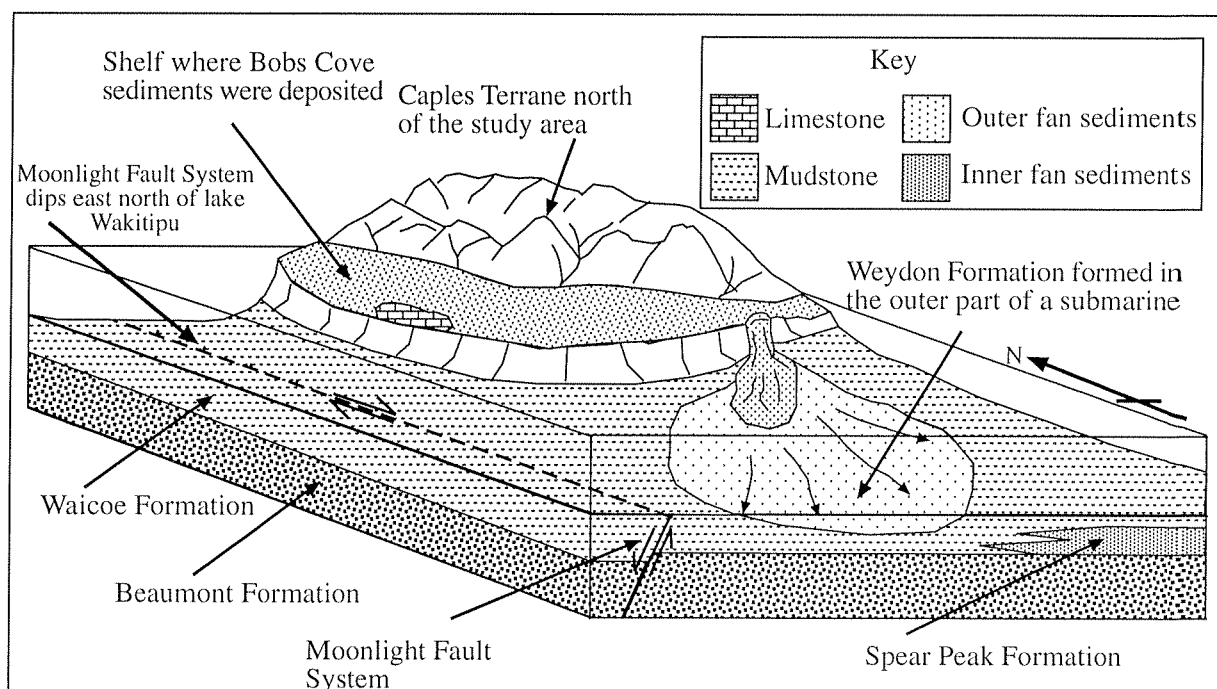 Shelf where Bobs Cove
sediments were deposited
Caples Terrane north
of the study area
Key
Limestone
Outer fan sediments
Mudstone
Inner fan sediments
Moonlight Fault System
dips east north of lake
Wakitipu
Weydon Formation formed in
the outer part of a submarine
N
Waicoe Formation
Beaumont Formation
Moonlight Fault
System
Spear Peak Formation